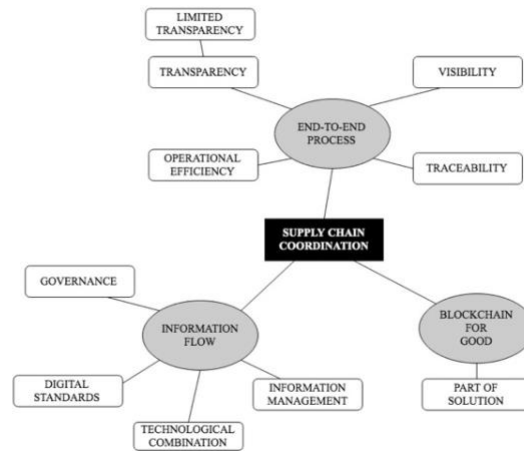 LIMITED
TRANSPARENCY
TRANSPARENCY
VISIBILITY
END-TO-END
PROCESS
OPERATIONAL
EFFICIENCY
TRACEABILITY
SUPPLY CHAIN
COORDINATION
GOVERNANCE
INFORMATION
FLOW
BLOCKCHAIN
FOR
GOOD
DIGITAL
STANDARDS
INFORMATION
MANAGEMENT
PART OF
SOLUTION
TECHNOLOGICAL
COMBINATION